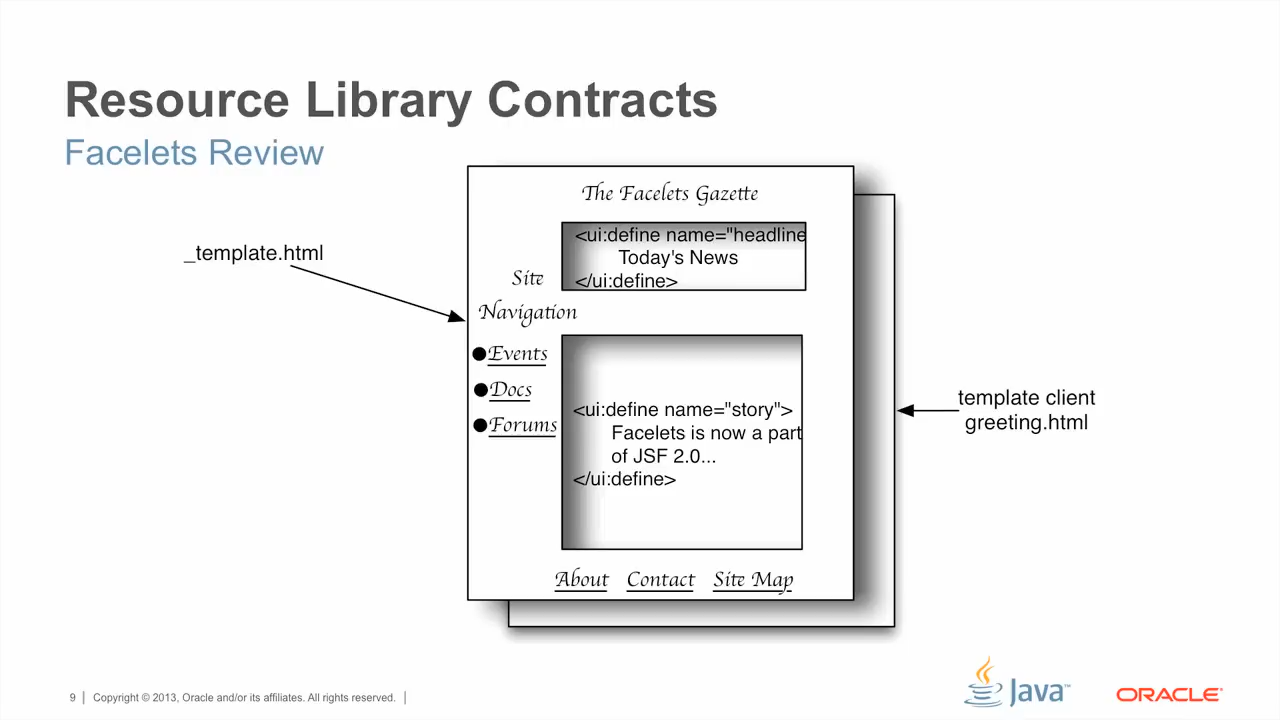 Resource Library Contracts
Facelets Review
The Facelets Gazette
<ui:define name="headline
Today's News
</ui:define>
_template.html
Site
Navigation
Events
Docs
Forums
<ui:define name="story">
Facelets is now a part
of JSF 2.0...
</ui:define>
template client
greeting.html
About Contact Site Map
9 | Copyright © 2013, Oracle and/or its affiliates. All rights reserved. |
Java™
ORACLE®